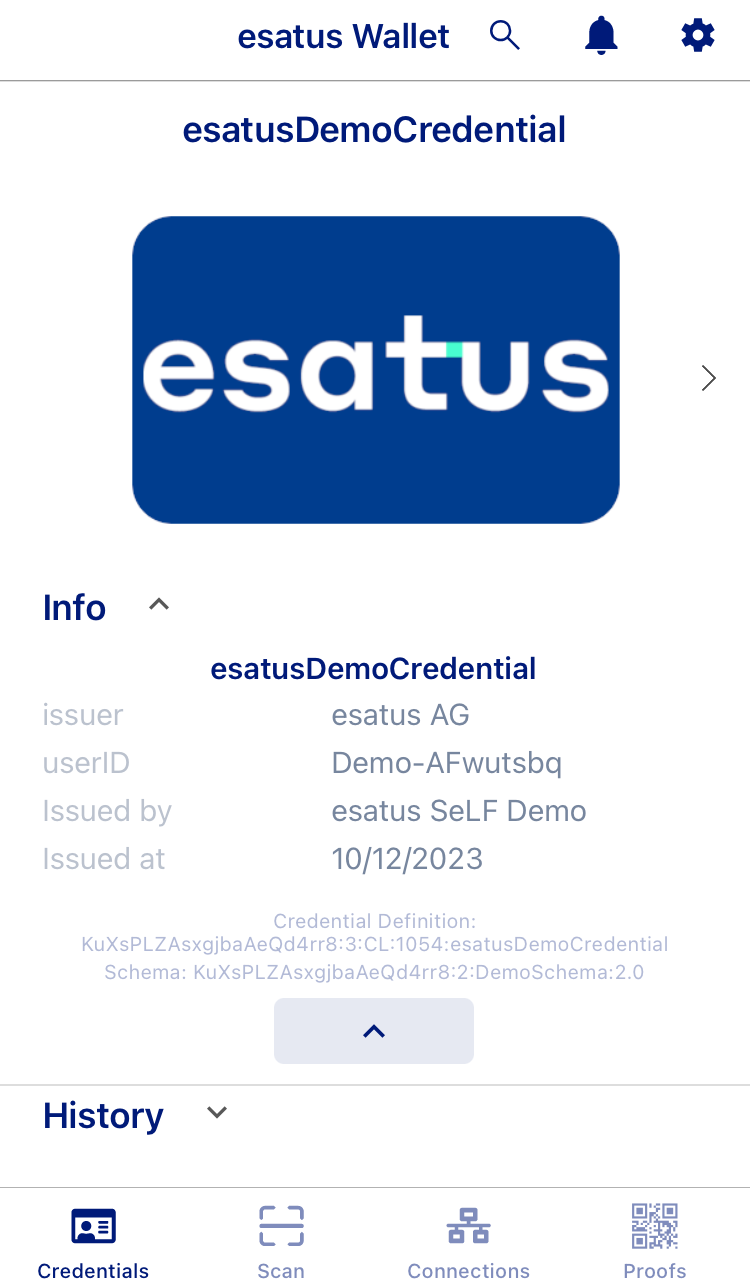 esatus Wallet
esatusDemoCredential
esatus
Info
esatusDemoCredential
issuer esatus AG
userID Demo-AFwutsbq
Issued by esatus SeLF Demo
Issued at 10/12/2023
Credential Definition:
KuXsPLZAsxgjbaAeQd4rr8:3:CL:1054:esatusDemoCredential
Schema: KuXsPLZAsxgjbaAeQd4rr8:2:DemoSchema:2.0
History
Credentials Scan Connections Proofs